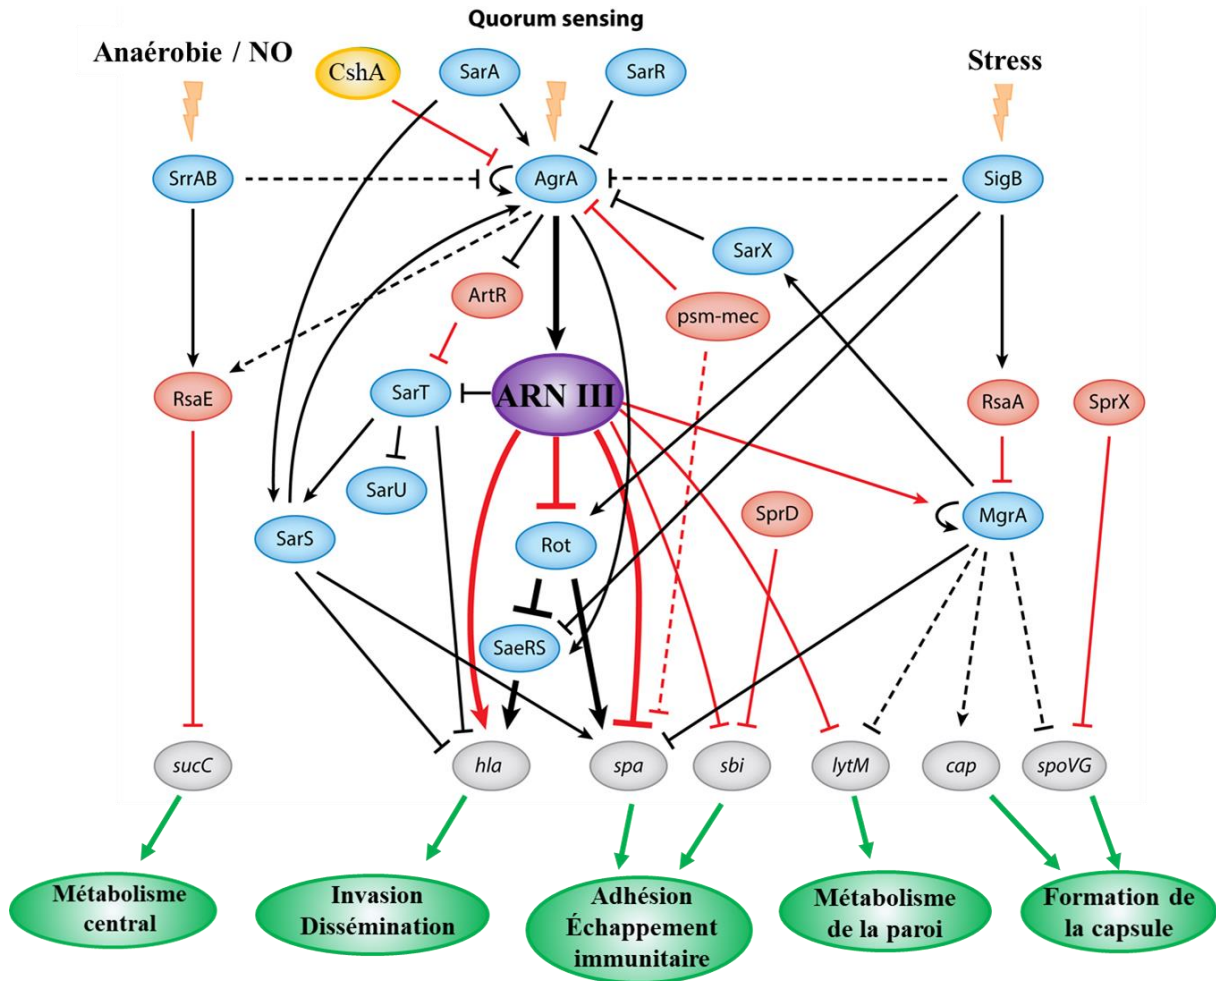 Quorum sensing
Anaérobie / NO
Stress
CshA
SarA
SarR
SrrAB
AgrA
SigB
SarX
ArtR
psm-mec
RsaE
SarT
ARN III
RsaA
SprX
SarU
SarS
Rot
SprD
MgrA
SaeRS
sucC
hla
spa
sbi
lytM
cap
spoVG
Métabolisme
central
Invasion
Dissémination
Adhésion
Échappement
immunitaire
Métabolisme
de la paroi
Formation de
la capsule